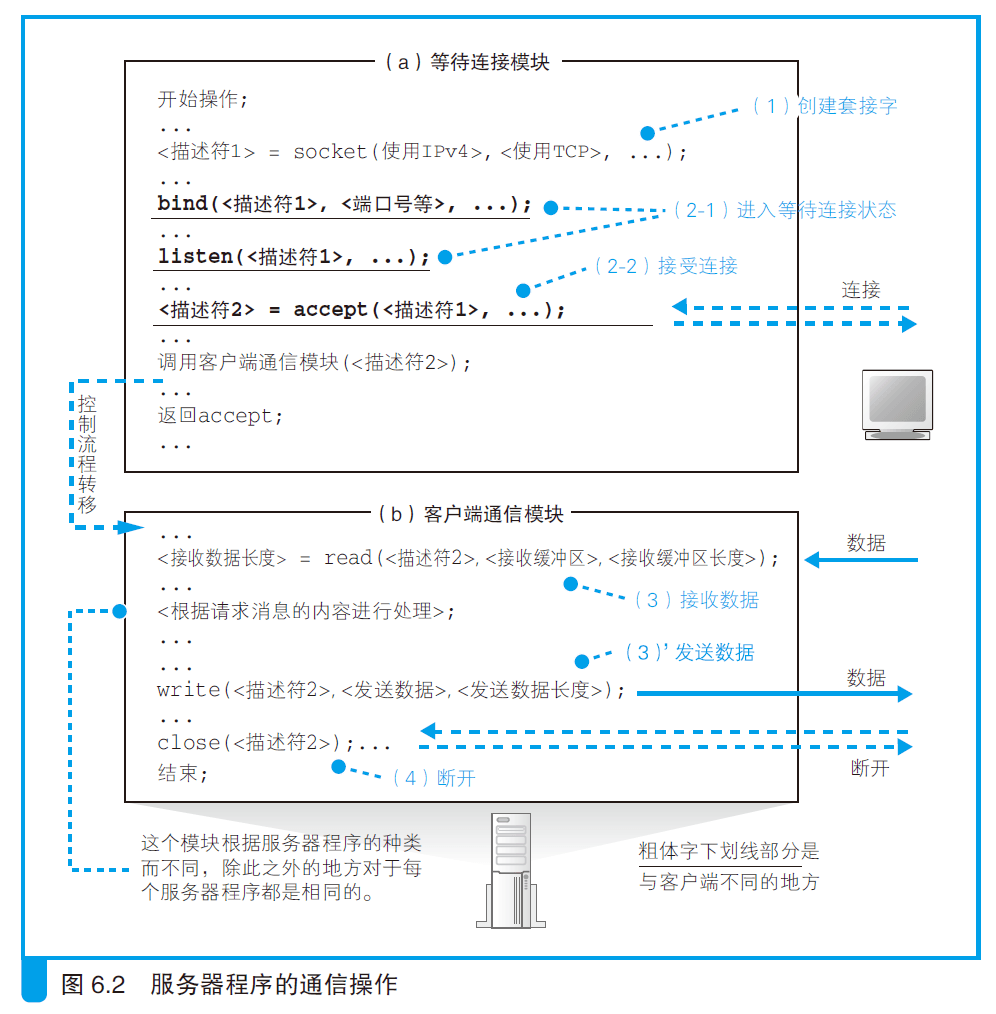 (a)等待连接模块
开始操作;
...
(1)创建套接字
<描述符1> = socket(使用IPv4>,<使用TCP>, ...);
...
bind(<描述符1>, <端口号等>, ...);
(2-1)进入等待连接状态
...
listen(<描述符1>, ...);
(2-2)接受连接
...
连接
<描述符2> = accept(<描述符1>, ...);
...
调用客户端通信模块(<描述符2>);
...
返回accept;
...
控制流程转移
(b)客户端通信模块
...
数据
<接收数据长度> = read(<描述符2>,<接收缓冲区>,<接收缓冲区长度>);
...
(3)接收数据
<根据请求消息的内容进行处理>;
...
...
(3)’发送数据
数据
write(<描述符2>,<发送数据>,<发送数据长度>);
...
close(<描述符2>);...
断开
结束;
(4)断开
这个模块根据服务器程序的种类
而不同，除此之外的地方对于每
个服务器程序都是相同的。
粗体字下划线部分是
与客户端不同的地方
图 6.2 服务器程序的通信操作